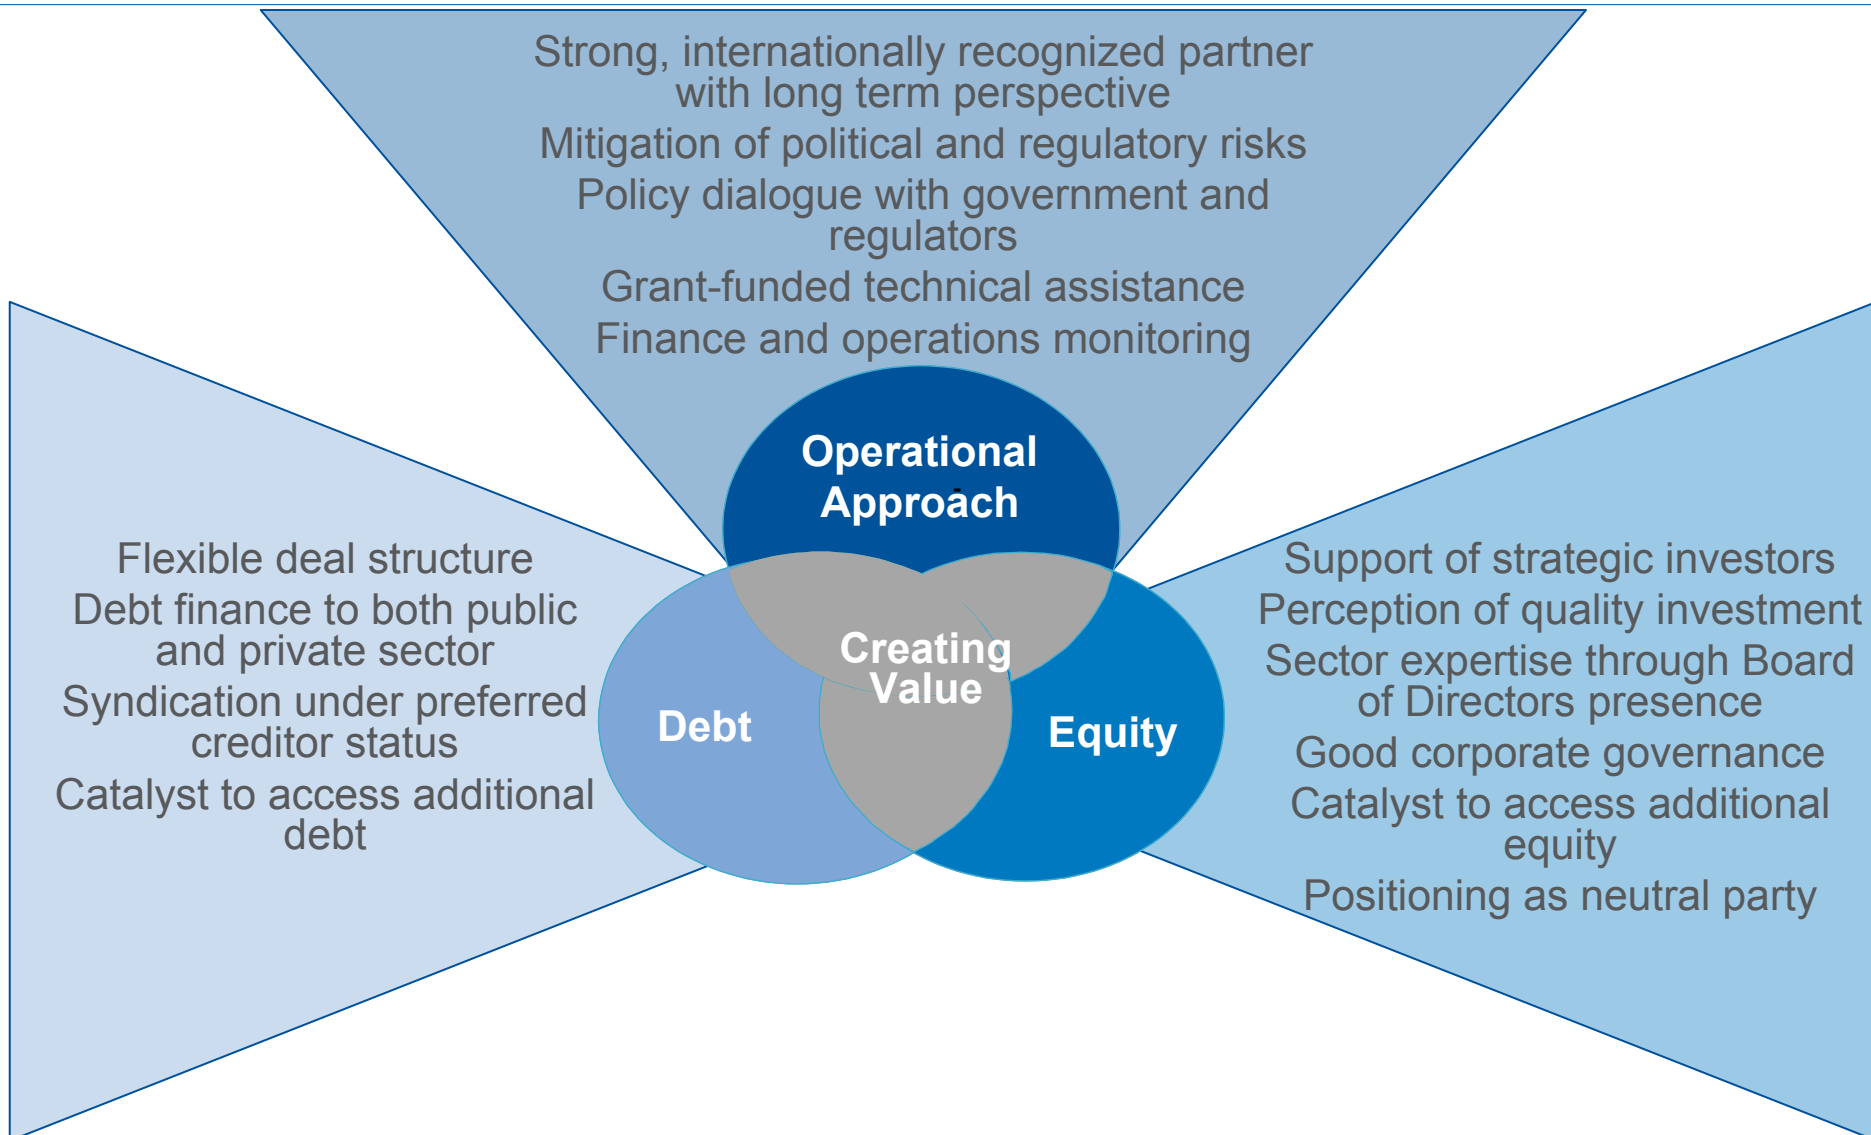 Strong, internationally recognized partner
with long term perspective
Mitigation of political and regulatory risks
Policy dialogue with government and
regulators
Grant-funded technical assistance
Finance and operations monitoring
Operational
Approach
Flexible deal structure
Debt finance to both public
and private sector
Syndication under preferred
creditor status
Catalyst to access additional
debt
Debt
Creating
Value
Equity
Support of strategic investors
Perception of quality investment
Sector expertise through Board
of Directors presence
Good corporate governance
Catalyst to access additional
equity
Positioning as neutral party